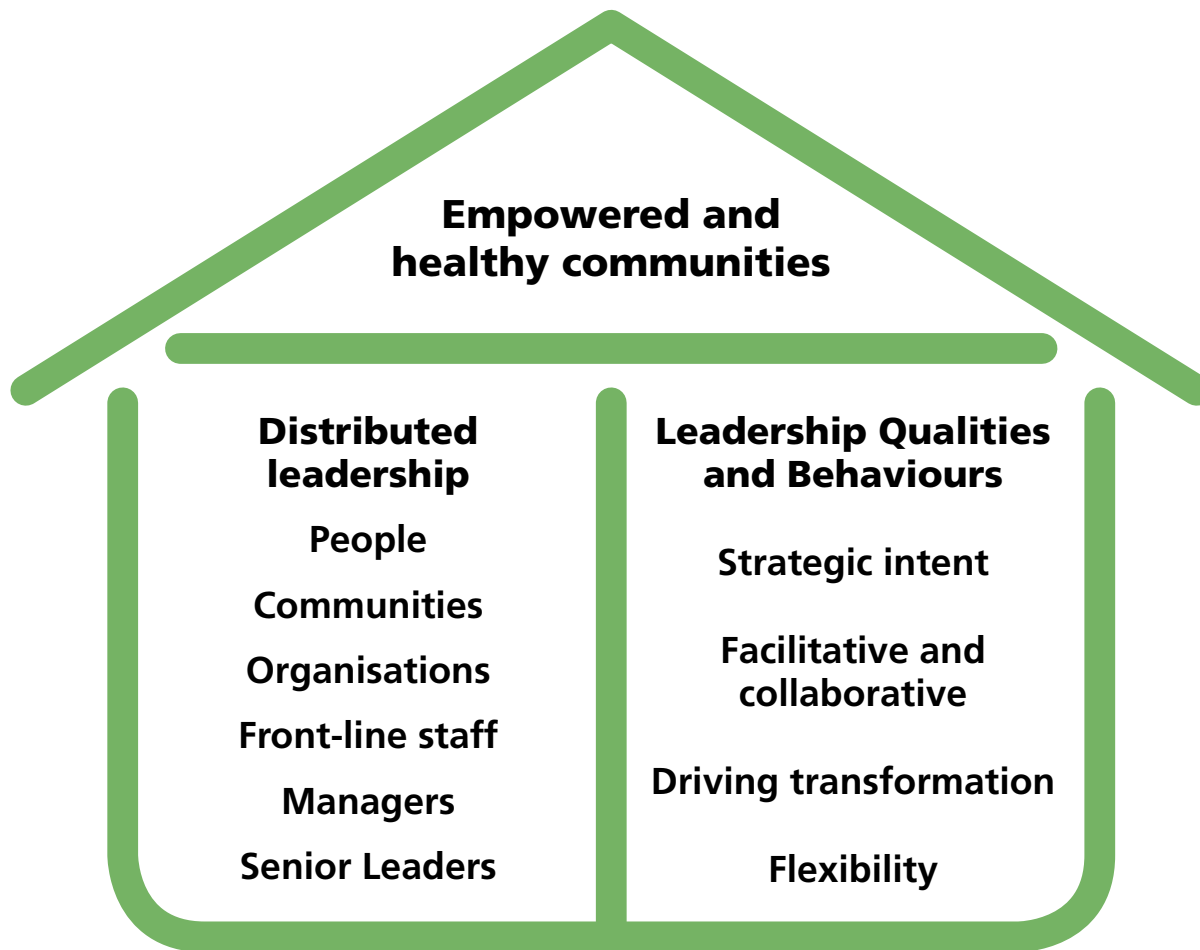 Empowered and
healthy communities
Distributed
leadership
People
Communities
Organisations
Front-line staff
Managers
Senior Leaders
Leadership Qualities
and Behaviours
Strategic intent
Facilitative and
collaborative
Driving transformation
Flexibility